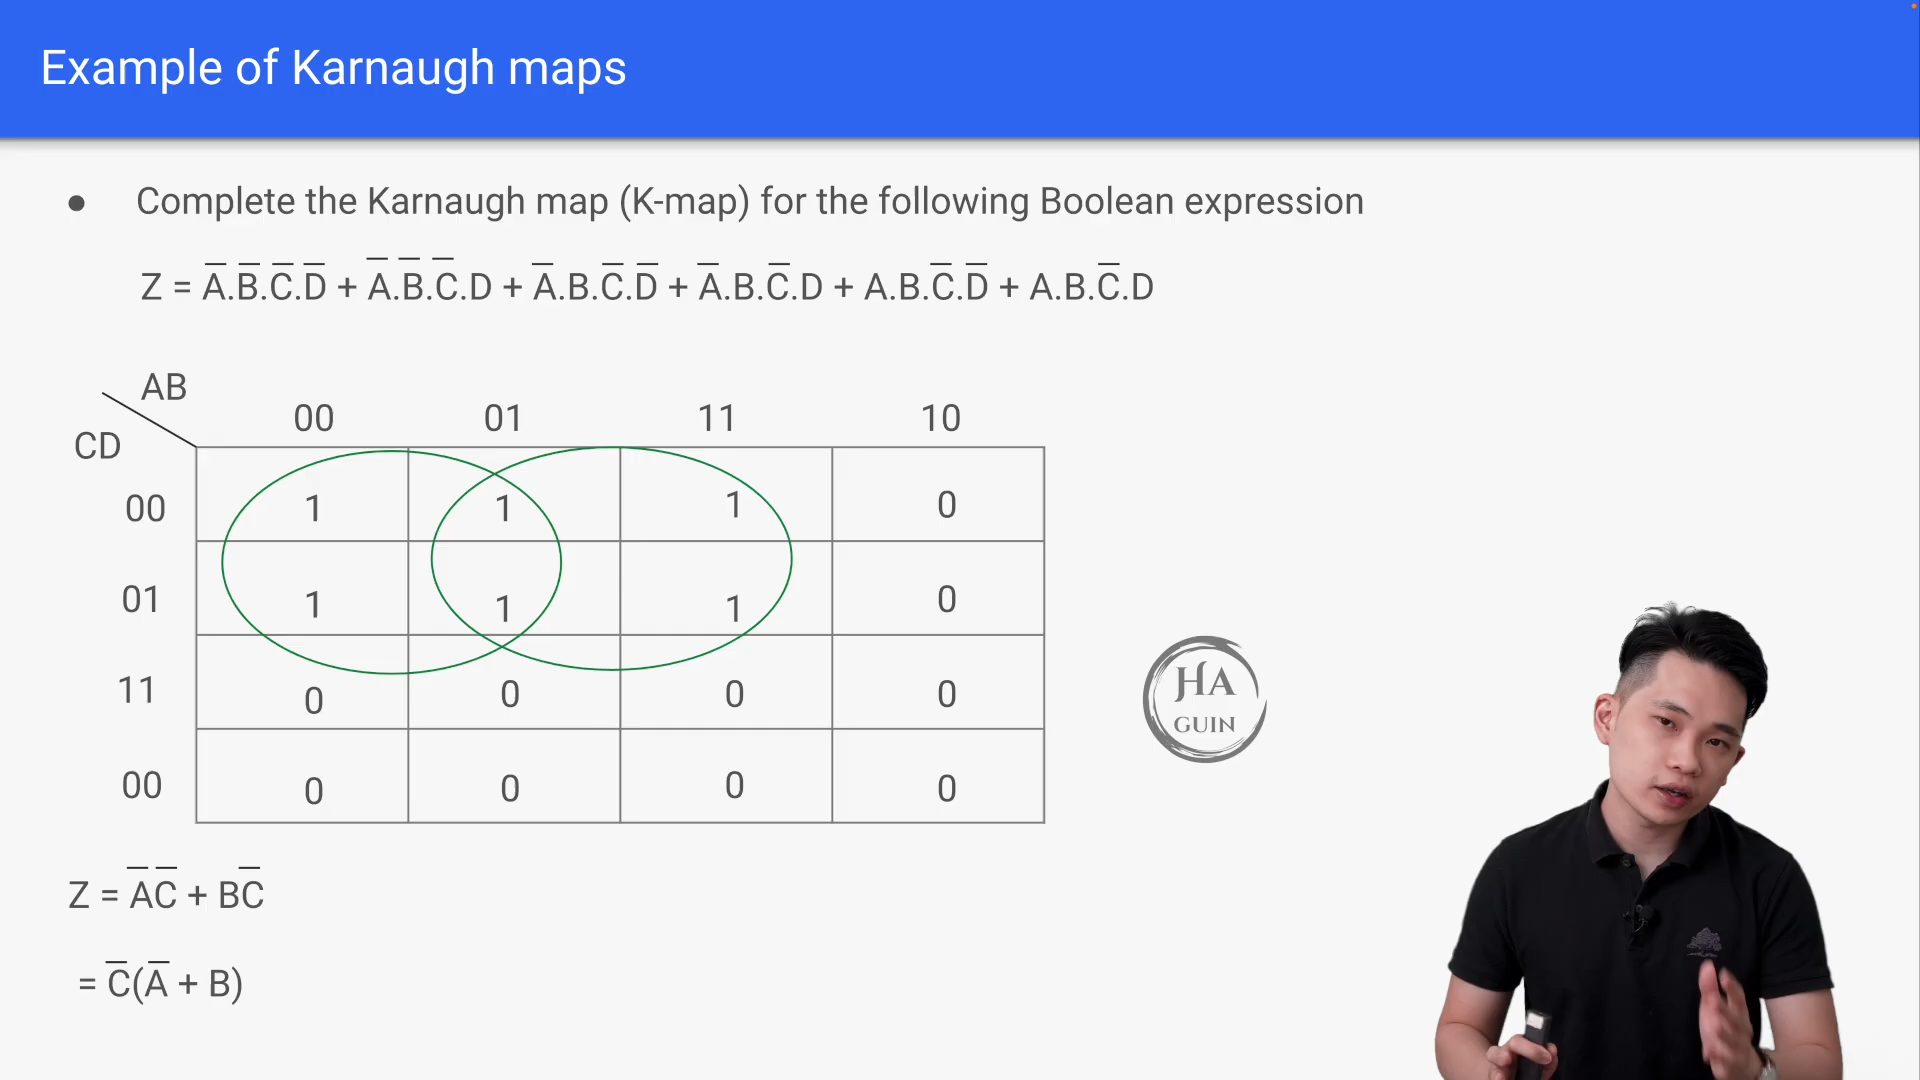 Example of Karnaugh maps
● Complete the Karnaugh map (K-map) for the following Boolean expression
Z = A̅.B̅.C̅.D̅ + A̅.B̅.C̅.D + A̅.B.C̅.D̅ + A̅.B.C̅.D + A.B.C̅.D̅ + A.B.C̅.D
AB
CD
00 01 11 10
00 1 1 1 0
01 1 1 1 0
11 0 0 0 0
00 0 0 0 0
HA
GUIN
Z = A̅C̅ + BC̅
= C̅(A̅ + B)